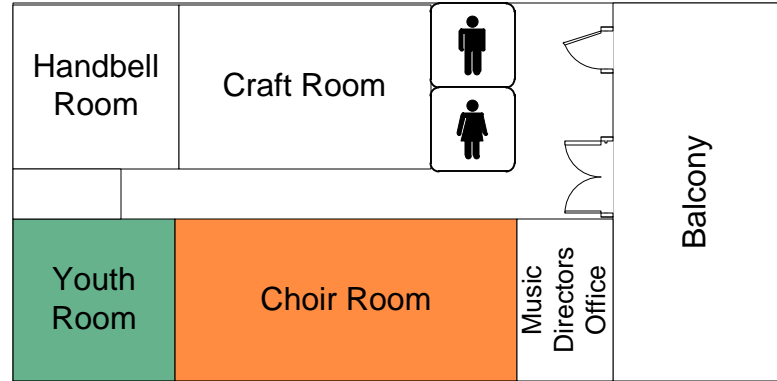 Handbell
Room
Craft Room
Balcony
Youth
Room
Choir Room
Music
Directors
Office